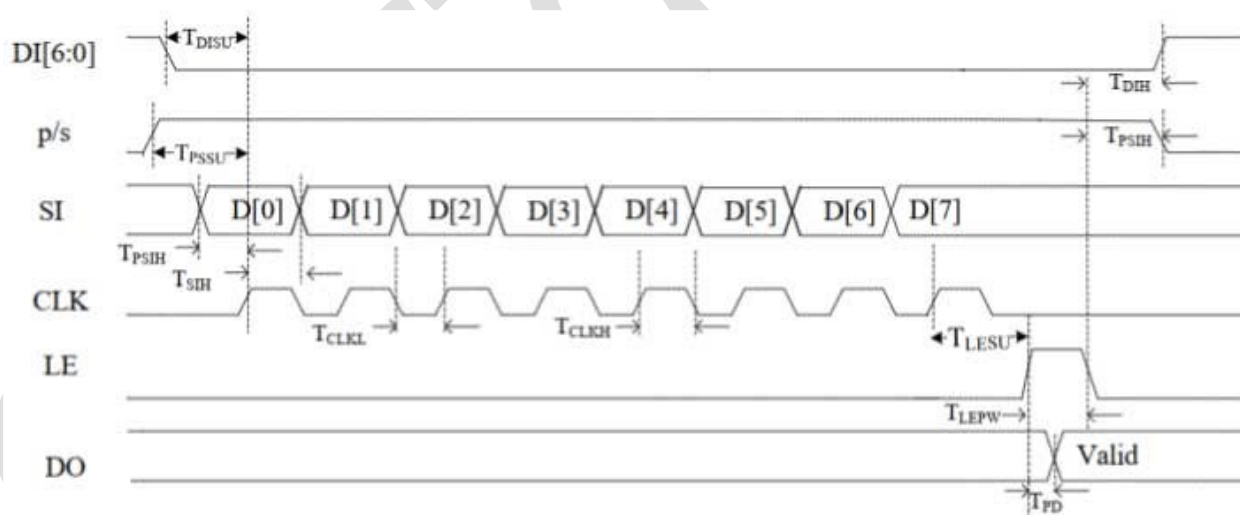 DI[6:0]
TDISU
TDIH
p/s
TPSSU
TPSIH
SI D[0] D[1] D[2] D[3] D[4] D[5] D[6] D[7]
TPSIH
TSIH
CLK
TCLKL
TCLKH
TLESU
LE
TLEPW
DO
Valid
TPD